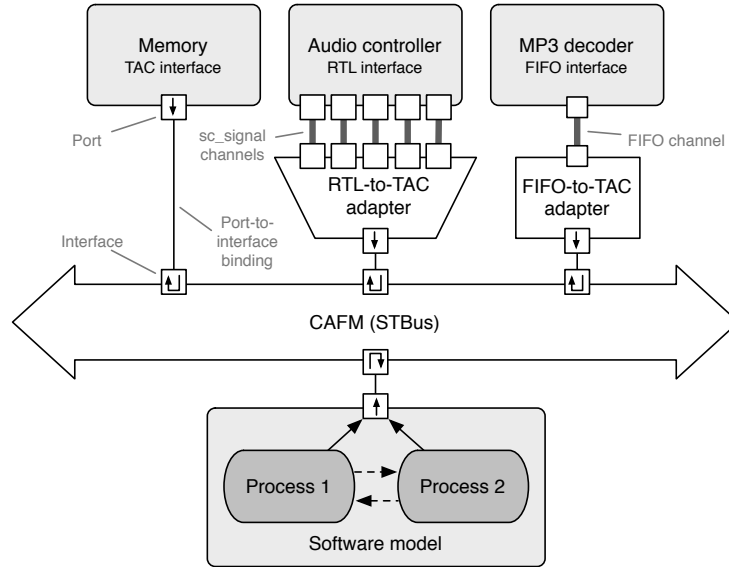 Memory
TAC interface
Audio controller
RTL interface
MP3 decoder
FIFO interface
Port
sc_signal
channels
FIFO channel
RTL-to-TAC
adapter
FIFO-to-TAC
adapter
Interface
Port-to-
interface
binding
CAFM (STBus)
Process 1
Process 2
Software model